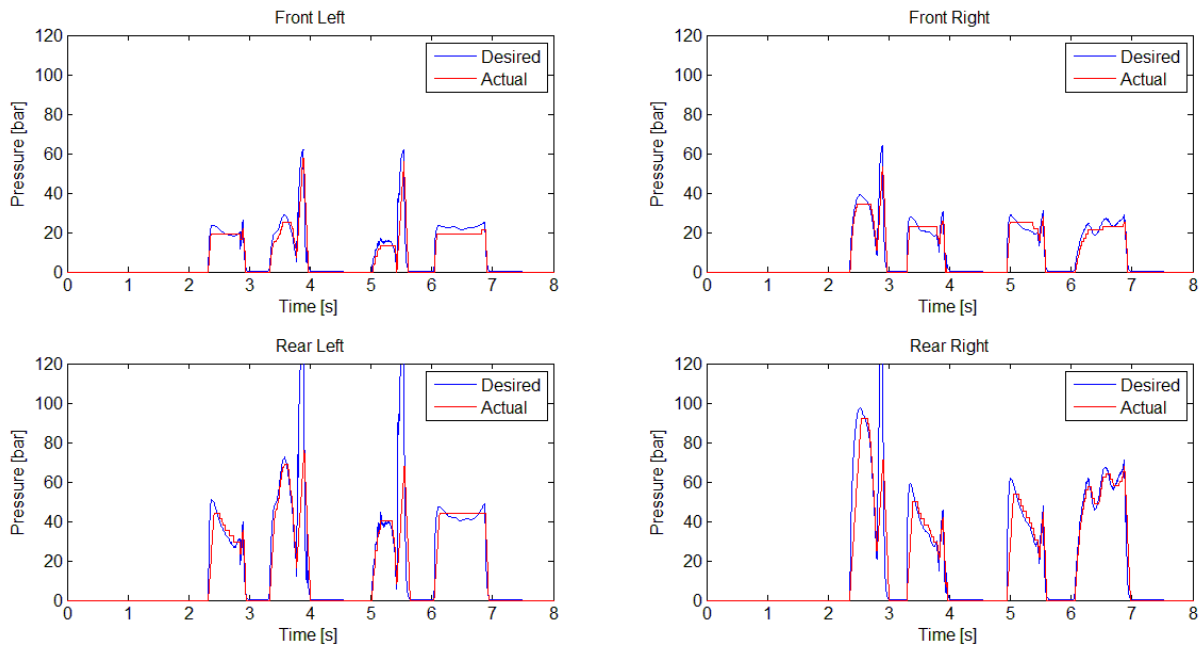 Front Left
120
100
80
60
40
20
0
Pressure [bar]
Desired
Actual
0 1 2 3 4 5 6 7 8
Time [s]
Front Right
120
100
80
60
40
20
0
Pressure [bar]
Desired
Actual
0 1 2 3 4 5 6 7 8
Time [s]
Rear Left
120
100
80
60
40
20
0
Pressure [bar]
Desired
Actual
0 1 2 3 4 5 6 7 8
Time [s]
Rear Right
120
100
80
60
40
20
0
Pressure [bar]
Desired
Actual
0 1 2 3 4 5 6 7 8
Time [s]